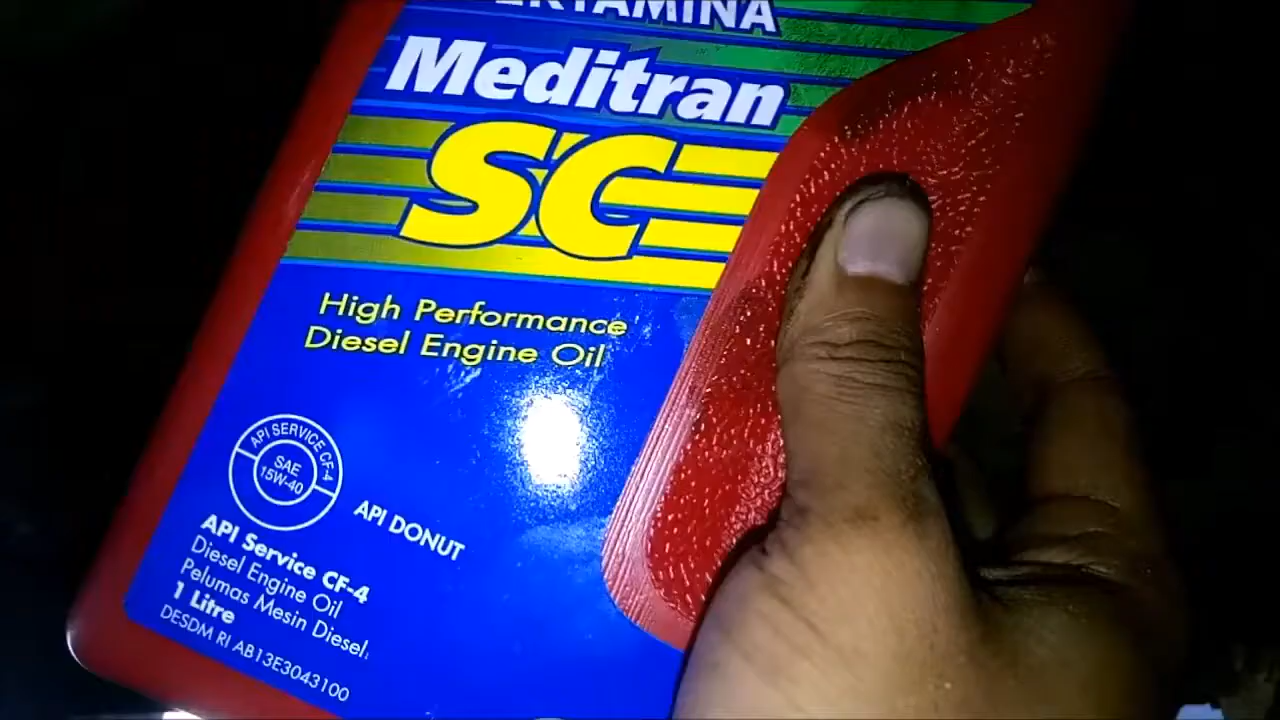 PERTAMINA
Meditran
SC
High Performance
Diesel Engine Oil
API SERVICE CF-4
SAE
15W-40
API DONUT
API Service CF-4
Diesel Engine Oil
Pelumas Mesin Diesel
1 Litre
DESDM RI AB13E3043100